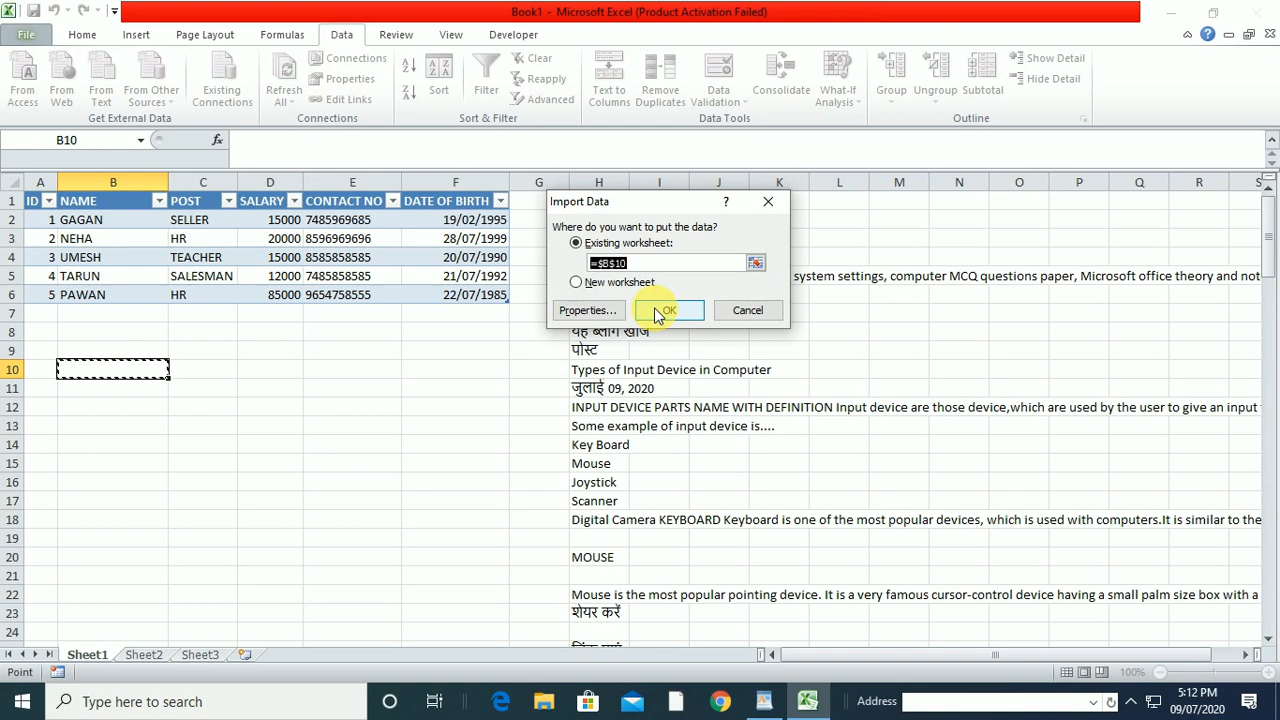 Book1 - Microsoft Excel (Product Activation Failed)
File Home Insert Page Layout Formulas Data Review View Developer
From Access
From Web
From Text
From Other Sources
Existing Connections
Get External Data
Refresh All
Connections
Properties
Edit Links
Connections
Sort
Filter
Clear
Reapply
Advanced
Sort & Filter
Text to Columns
Remove Duplicates
Data Validation
Consolidate
What-If Analysis
Data Tools
Group
Ungroup
Subtotal
Show Detail
Hide Detail
Outline
B10 fx
A B C D E F G H I J K L M N O P Q R S
1 ID NAME POST SALARY CONTACT NO DATE OF BIRTH
2 1 GAGAN SELLER 15000 7485969685 19/02/1995
3 2 NEHA HR 20000 8596969696 28/07/1999
4 3 UMESH TEACHER 15000 8585858585 20/07/1990
5 4 TARUN SALESMAN 12000 7485858585 21/07/1992 system settings, computer MCQ questions paper, Microsoft office theory and not
6 5 PAWAN HR 85000 9654758555 22/07/1985
Import Data ?
Where do you want to put the data?
Existing worksheet:
=$B$10
New worksheet
Properties... OK Cancel
7
8 यह ब्लॉग खोजें
9 पोस्ट
10 Types of Input Device in Computer
11 जुलाई 09, 2020
12 INPUT DEVICE PARTS NAME WITH DEFINITION Input device are those device,which are used by the user to give an input
13 Some example of input device is....
14 Key Board
15 Mouse
16 Joystick
17 Scanner
18 Digital Camera KEYBOARD Keyboard is one of the most popular devices, which is used with computers.It is similar to the
19
20 MOUSE
21
22 Mouse is the most popular pointing device. It is a very famous cursor-control device having a small palm size box with a
23 शेयर करें
24
Sheet1 Sheet2 Sheet3
Point 100%
Type here to search Address 5:12 PM
09/07/2020